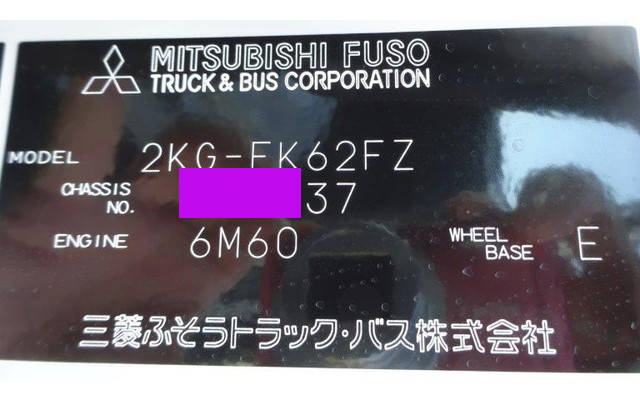 MITSUBISHI FUSO
TRUCK & BUS CORPORATION
MODEL 2KG-FK62FZ
CHASSIS NO. 37
ENGINE 6M60 WHEEL BASE E
三菱ふそうトラック・バス株式会社